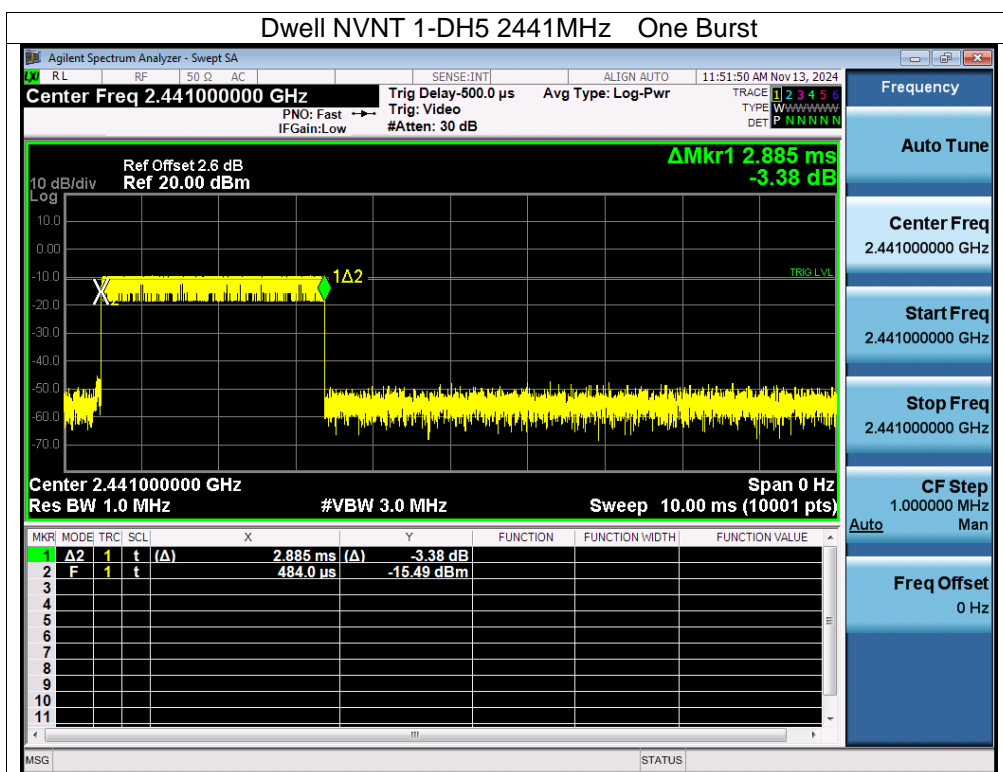 Dwell NVNT 1-DH5 2441MHz One Burst
Agilent Spectrum Analyzer - Swept SA
LXI RL RF 50 Ω AC SENSE:INT ALIGN AUTO 11:51:50 AM Nov 13, 2024
Center Freq 2.441000000 GHz Trig Delay-500.0 µs Avg Type: Log-Pwr TRACE 1 2 3 4 5 6
PNO: Fast Trig: Video TYPE WWWWWW
IFGain:Low #Atten: 30 dB DET P N N N N N
ΔMkr1 2.885 ms
-3.38 dB
Ref Offset 2.6 dB
10 dB/div Ref 20.00 dBm
Log
10.0
0.00
-10.0
-20.0
-30.0
-40.0
-50.0
-60.0
-70.0
1Δ2
TRIG LVL
2
Center 2.441000000 GHz Span 0 Hz
Res BW 1.0 MHz #VBW 3.0 MHz Sweep 10.00 ms (10001 pts)
MKR MODE TRC SCL X Y FUNCTION FUNCTION WIDTH FUNCTION VALUE
1 Δ2 1 t (Δ) 2.885 ms (Δ) -3.38 dB
2 F 1 t 484.0 µs -15.49 dBm
3
4
5
6
7
8
9
10
11
MSG STATUS
Frequency
Auto Tune
Center Freq
2.441000000 GHz
Start Freq
2.441000000 GHz
Stop Freq
2.441000000 GHz
CF Step
1.000000 MHz
Auto Man
Freq Offset
0 Hz